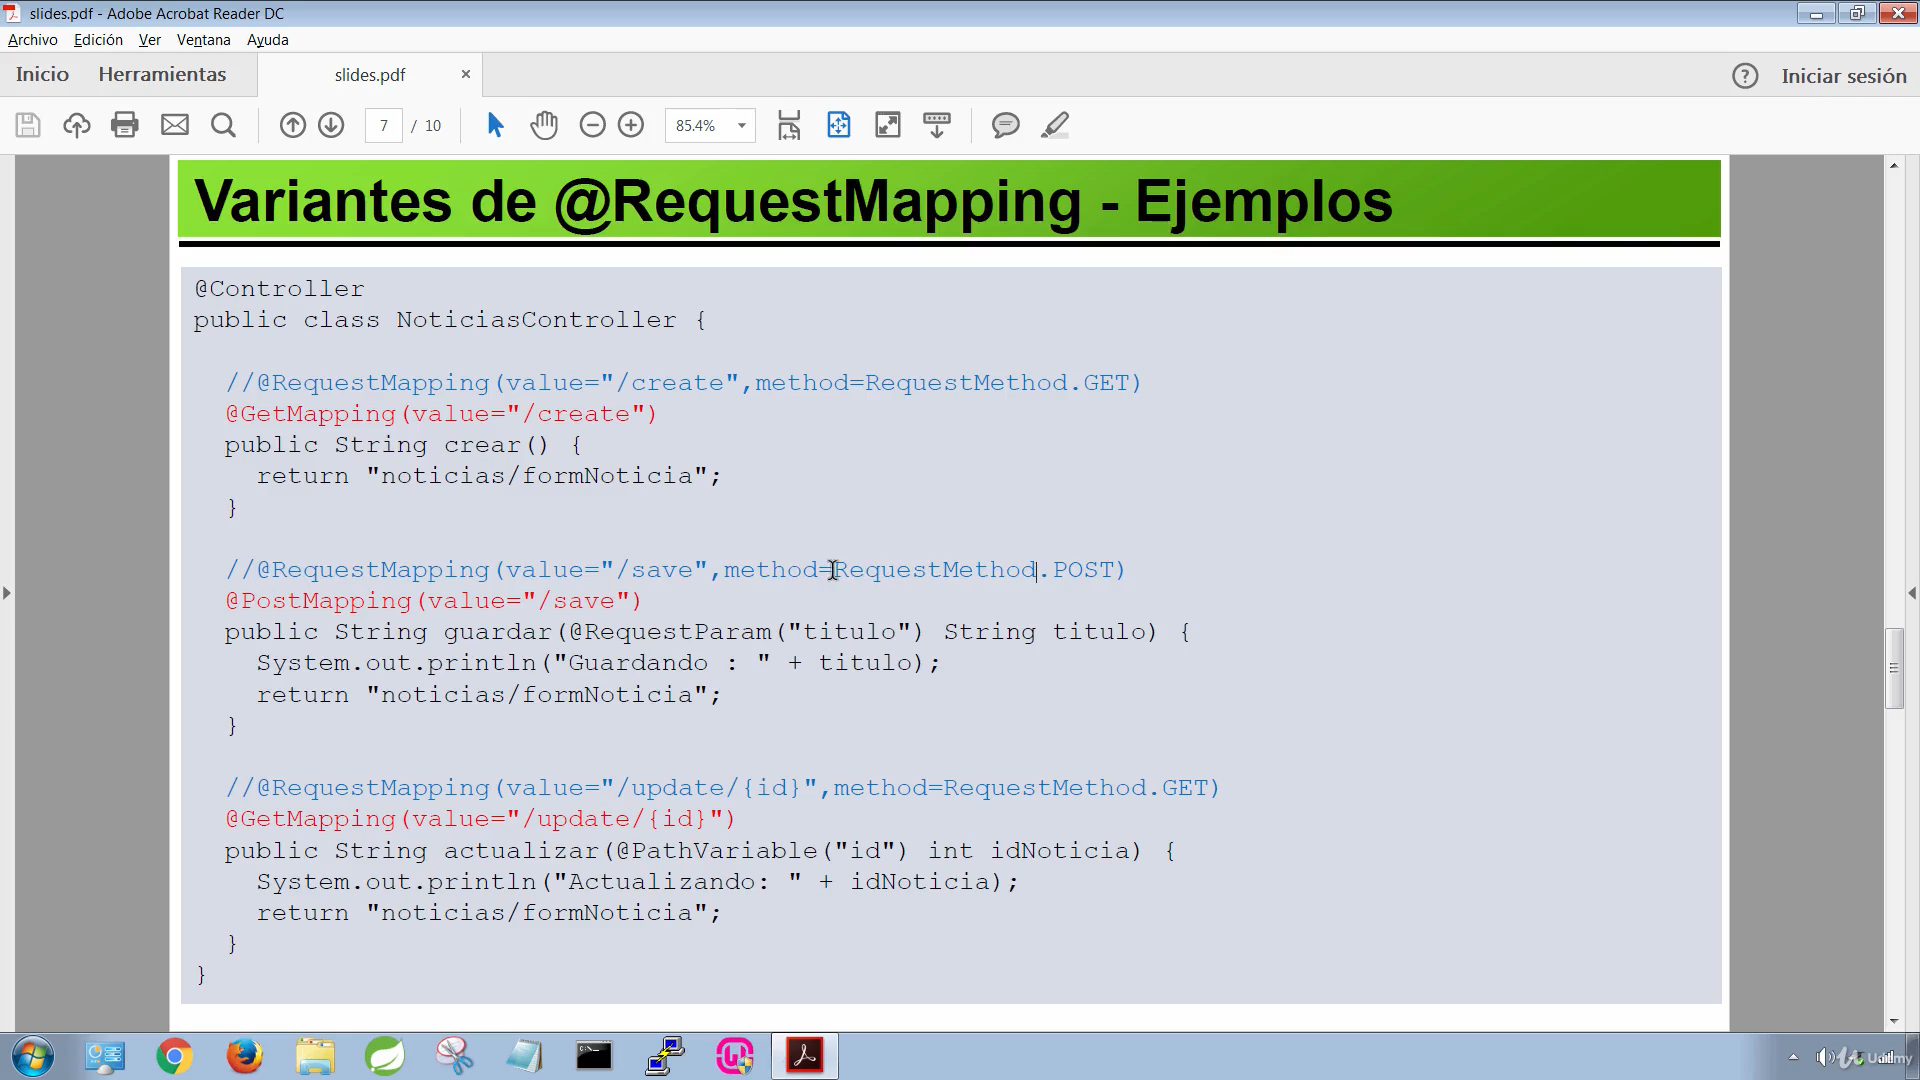 slides.pdf - Adobe Acrobat Reader DC
Archivo Edición Ver Ventana Ayuda
Inicio Herramientas slides.pdf × ? Iniciar sesión
7 / 10 85.4%
Variantes de @RequestMapping - Ejemplos
@Controller
public class NoticiasController {
//@RequestMapping(value="/create",method=RequestMethod.GET)
@GetMapping(value="/create")
public String crear() {
return "noticias/formNoticia";
}
//@RequestMapping(value="/save",method=RequestMethod.POST)
@PostMapping(value="/save")
public String guardar(@RequestParam("titulo") String titulo) {
System.out.println("Guardando : " + titulo);
return "noticias/formNoticia";
}
//@RequestMapping(value="/update/{id}",method=RequestMethod.GET)
@GetMapping(value="/update/{id}")
public String actualizar(@PathVariable("id") int idNoticia) {
System.out.println("Actualizando: " + idNoticia);
return "noticias/formNoticia";
}
}
Udemy